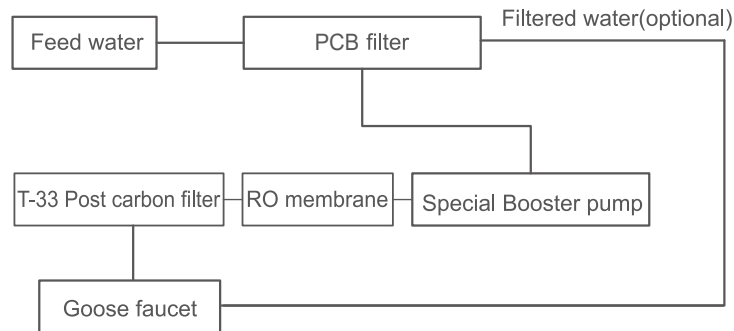 Filtered water(optional)
Feed water
PCB filter
T-33 Post carbon filter
RO membrane
Special Booster pump
Goose faucet